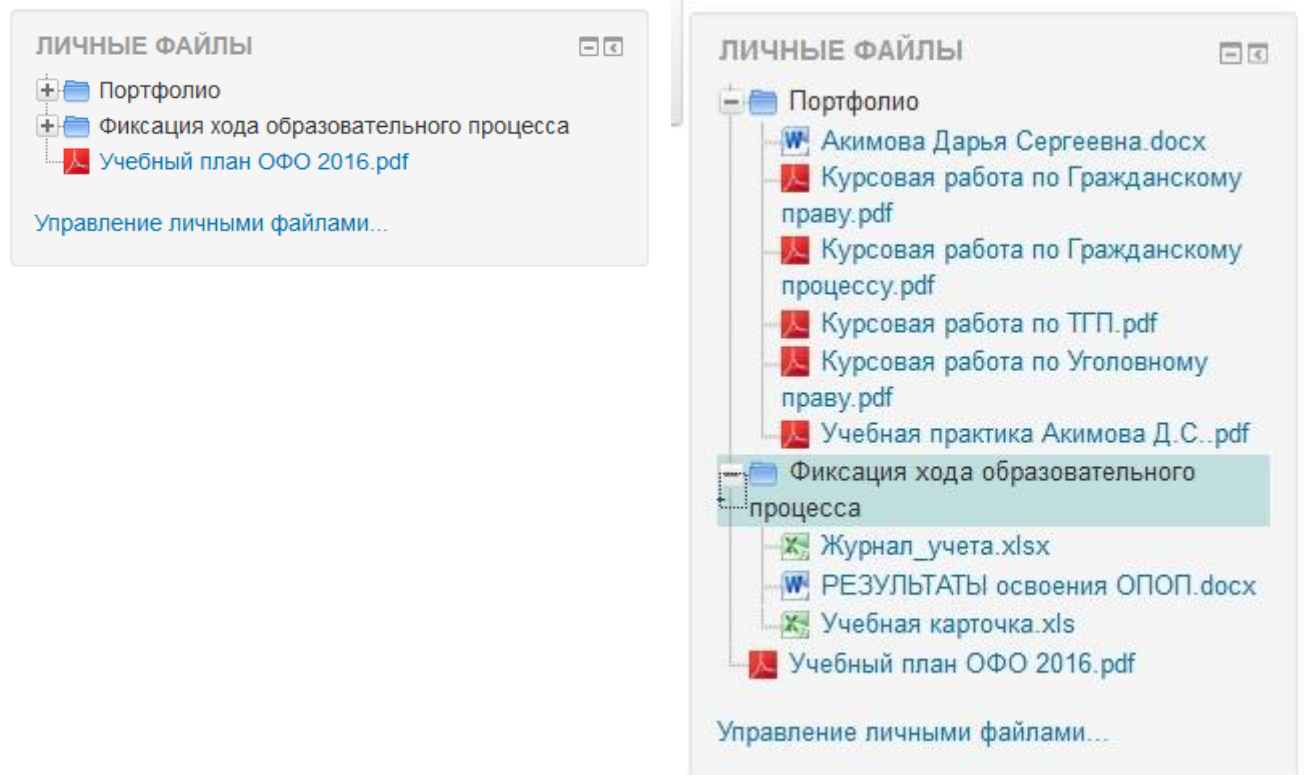 ЛИЧНЫЕ ФАЙЛЫ
Портфолио
Фиксация хода образовательного процесса
Учебный план ОФО 2016.pdf
Управление личными файлами...
ЛИЧНЫЕ ФАЙЛЫ
Портфолио
Акимова Дарья Сергеевна.docx
Курсовая работа по Гражданскому
праву.pdf
Курсовая работа по Гражданскому
процессу.pdf
Курсовая работа по ТГП.pdf
Курсовая работа по Уголовному
праву.pdf
Учебная практика Акимова Д.С..pdf
Фиксация хода образовательного
процесса
Журнал_учета.xlsx
РЕЗУЛЬТАТЫ освоения ОПОП.docx
Учебная карточка.xls
Учебный план ОФО 2016.pdf
Управление личными файлами...